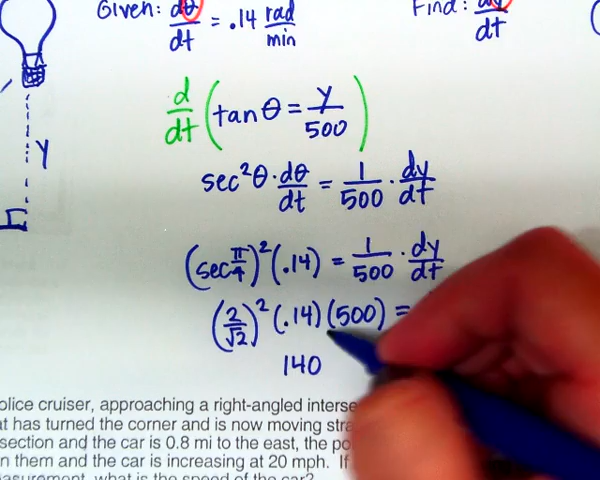 Given: dθ/dt = .14 rad/min Find: dy/dt
d/dt (tan θ = y/500)
y
sec²θ · dθ/dt = 1/500 · dy/dt
(sec π/4)² (.14) = 1/500 · dy/dt
(2/√2)² (.14)(500) =
140
olice cruiser, approaching a right-angled interse
at has turned the corner and is now moving stra
section and the car is 0.8 mi to the east, the po
n them and the car is increasing at 20 mph. If
asurement, what is the speed of the car?